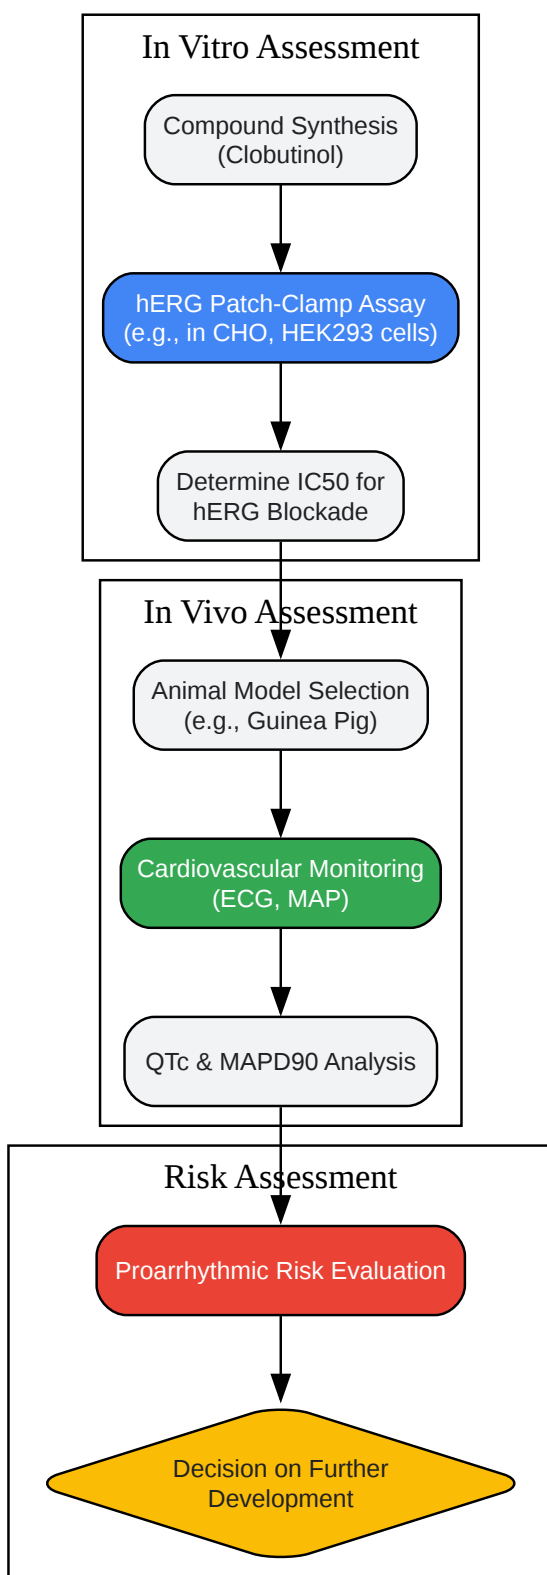 In Vitro Assessment
Compound Synthesis
(Clobutinol)
hERG Patch-Clamp Assay
(e.g., in CHO, HEK293 cells)
Determine IC50 for
hERG Blockade
In Vivo Assessment
Animal Model Selection
(e.g., Guinea Pig)
Cardiovascular Monitoring
(ECG, MAP)
QTc & MAPD90 Analysis
Risk Assessment
Proarrhythmic Risk Evaluation
Decision on Further
Development